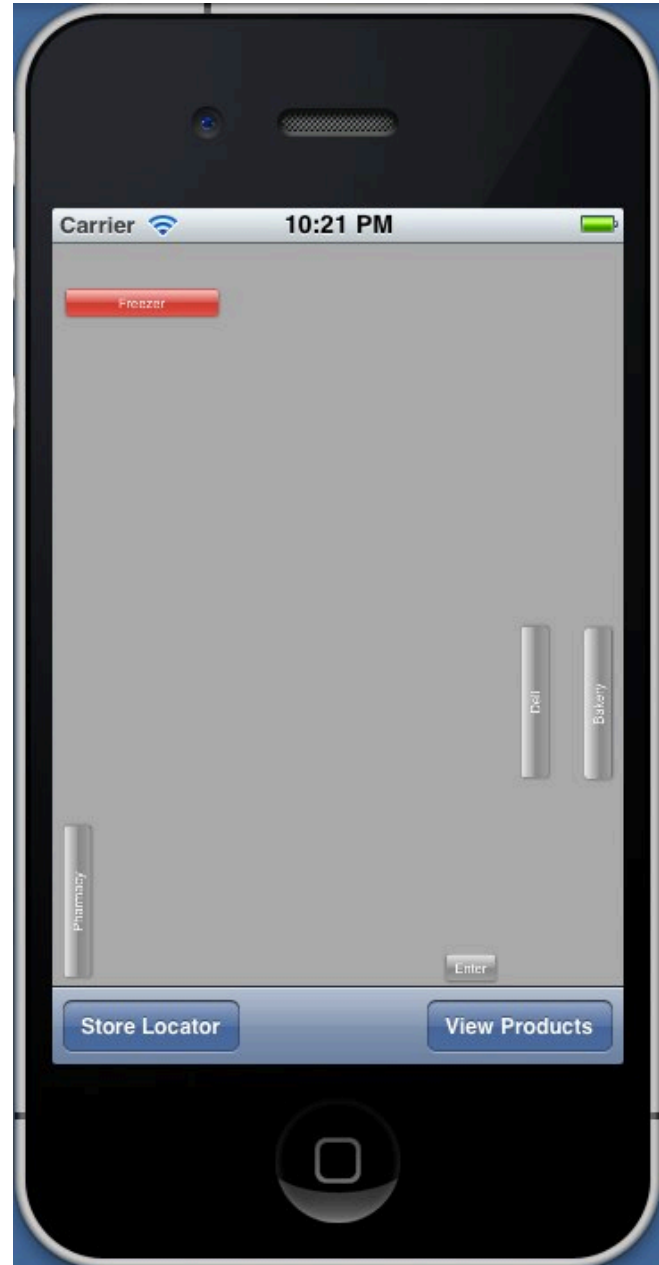 Carrier 10:21 PM
Freezer
Deli
Bakery
Pharmacy
Enter
Store Locator View Products